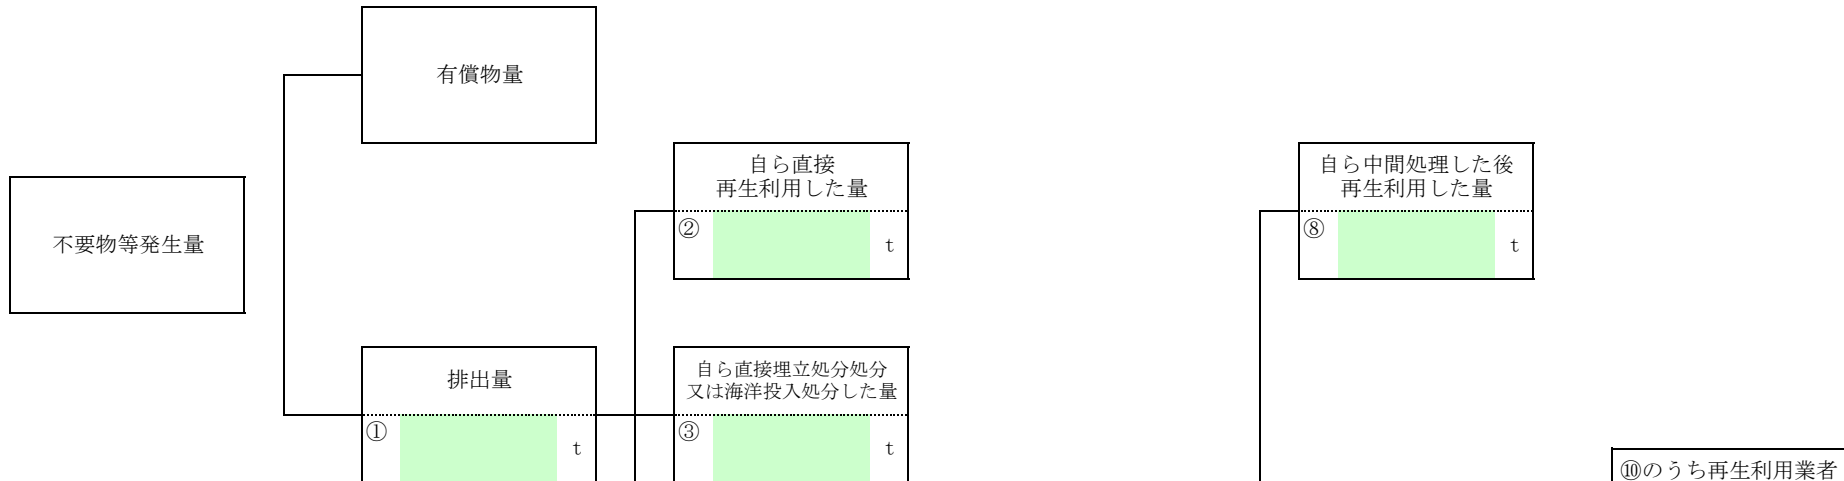 有償物量
自ら直接
再生利用した量
② t
自ら中間処理した後
再生利用した量
⑧ t
不要物等発生量
排出量
① t
自ら直接埋立処分処分
又は海洋投入処分した量
③ t
⑩のうち再生利用業者